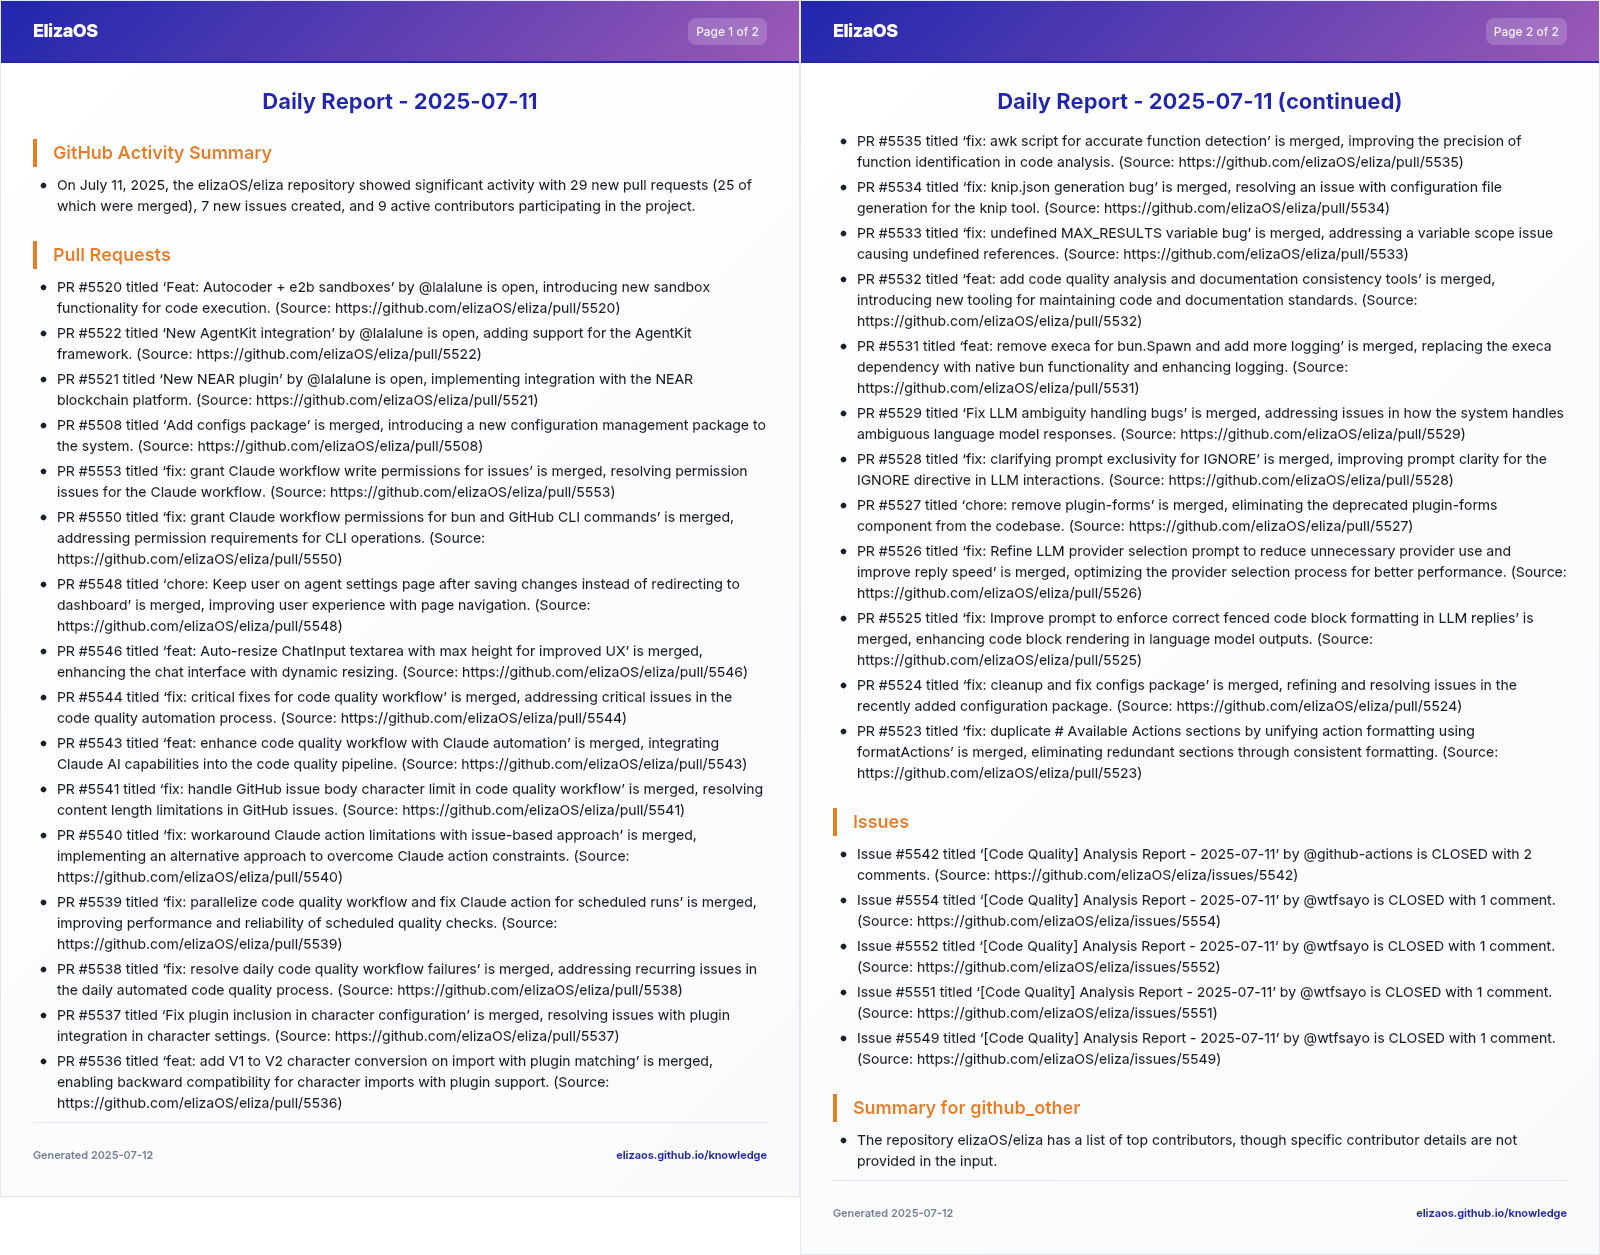 ElizaOS
Page 1 of 2
Daily Report - 2025-07-11
GitHub Activity Summary
• On July 11, 2025, the elizaOS/eliza repository showed significant activity with 29 new pull requests (25 of
which were merged), 7 new issues created, and 9 active contributors participating in the project.
Pull Requests
• PR #5520 titled ‘Feat: Autocoder + e2b sandboxes’ by @lalalune is open, introducing new sandbox
functionality for code execution. (Source: https://github.com/elizaOS/eliza/pull/5520)
• PR #5522 titled ‘New AgentKit integration’ by @lalalune is open, adding support for the AgentKit
framework. (Source: https://github.com/elizaOS/eliza/pull/5522)
• PR #5521 titled ‘New NEAR plugin’ by @lalalune is open, implementing integration with the NEAR
blockchain platform. (Source: https://github.com/elizaOS/eliza/pull/5521)
• PR #5508 titled ‘Add configs package’ is merged, introducing a new configuration management package to
the system. (Source: https://github.com/elizaOS/eliza/pull/5508)
• PR #5553 titled ‘fix: grant Claude workflow write permissions for issues’ is merged, resolving permission
issues for the Claude workflow. (Source: https://github.com/elizaOS/eliza/pull/5553)
• PR #5550 titled ‘fix: grant Claude workflow permissions for bun and GitHub CLI commands’ is merged,
addressing permission requirements for CLI operations. (Source:
https://github.com/elizaOS/eliza/pull/5550)
• PR #5548 titled ‘chore: Keep user on agent settings page after saving changes instead of redirecting to
dashboard’ is merged, improving user experience with page navigation. (Source:
https://github.com/elizaOS/eliza/pull/5548)
• PR #5546 titled ‘feat: Auto-resize ChatInput textarea with max height for improved UX’ is merged,
enhancing the chat interface with dynamic resizing. (Source: https://github.com/elizaOS/eliza/pull/5546)
• PR #5544 titled ‘fix: critical fixes for code quality workflow’ is merged, addressing critical issues in the
code quality automation process. (Source: https://github.com/elizaOS/eliza/pull/5544)
• PR #5543 titled ‘feat: enhance code quality workflow with Claude automation’ is merged, integrating
Claude AI capabilities into the code quality pipeline. (Source: https://github.com/elizaOS/eliza/pull/5543)
• PR #5541 titled ‘fix: handle GitHub issue body character limit in code quality workflow’ is merged, resolving
content length limitations in GitHub issues. (Source: https://github.com/elizaOS/eliza/pull/5541)
• PR #5540 titled ‘fix: workaround Claude action limitations with issue-based approach’ is merged,
implementing an alternative approach to overcome Claude action constraints. (Source:
https://github.com/elizaOS/eliza/pull/5540)
• PR #5539 titled ‘fix: parallelize code quality workflow and fix Claude action for scheduled runs’ is merged,
improving performance and reliability of scheduled quality checks. (Source:
https://github.com/elizaOS/eliza/pull/5539)
• PR #5538 titled ‘fix: resolve daily code quality workflow failures’ is merged, addressing recurring issues in
the daily automated code quality process. (Source: https://github.com/elizaOS/eliza/pull/5538)
• PR #5537 titled ‘Fix plugin inclusion in character configuration’ is merged, resolving issues with plugin
integration in character settings. (Source: https://github.com/elizaOS/eliza/pull/5537)
• PR #5536 titled ‘feat: add V1 to V2 character conversion on import with plugin matching’ is merged,
enabling backward compatibility for character imports with plugin support. (Source:
https://github.com/elizaOS/eliza/pull/5536)
Generated 2025-07-12
elizaos.github.io/knowledge
ElizaOS
Page 2 of 2
Daily Report - 2025-07-11 (continued)
• PR #5535 titled ‘fix: awk script for accurate function detection’ is merged, improving the precision of
function identification in code analysis. (Source: https://github.com/elizaOS/eliza/pull/5535)
• PR #5534 titled ‘fix: knip.json generation bug’ is merged, resolving an issue with configuration file
generation for the knip tool. (Source: https://github.com/elizaOS/eliza/pull/5534)
• PR #5533 titled ‘fix: undefined MAX_RESULTS variable bug’ is merged, addressing a variable scope issue
causing undefined references. (Source: https://github.com/elizaOS/eliza/pull/5533)
• PR #5532 titled ‘feat: add code quality analysis and documentation consistency tools’ is merged,
introducing new tooling for maintaining code and documentation standards. (Source:
https://github.com/elizaOS/eliza/pull/5532)
• PR #5531 titled ‘feat: remove execa for bun.Spawn and add more logging’ is merged, replacing the execa
dependency with native bun functionality and enhancing logging. (Source:
https://github.com/elizaOS/eliza/pull/5531)
• PR #5529 titled ‘Fix LLM ambiguity handling bugs’ is merged, addressing issues in how the system handles
ambiguous language model responses. (Source: https://github.com/elizaOS/eliza/pull/5529)
• PR #5528 titled ‘fix: clarifying prompt exclusivity for IGNORE’ is merged, improving prompt clarity for the
IGNORE directive in LLM interactions. (Source: https://github.com/elizaOS/eliza/pull/5528)
• PR #5527 titled ‘chore: remove plugin-forms’ is merged, eliminating the deprecated plugin-forms
component from the codebase. (Source: https://github.com/elizaOS/eliza/pull/5527)
• PR #5526 titled ‘fix: Refine LLM provider selection prompt to reduce unnecessary provider use and
improve reply speed’ is merged, optimizing the provider selection process for better performance. (Source:
https://github.com/elizaOS/eliza/pull/5526)
• PR #5525 titled ‘fix: Improve prompt to enforce correct fenced code block formatting in LLM replies’ is
merged, enhancing code block rendering in language model outputs. (Source:
https://github.com/elizaOS/eliza/pull/5525)
• PR #5524 titled ‘fix: cleanup and fix configs package’ is merged, refining and resolving issues in the
recently added configuration package. (Source: https://github.com/elizaOS/eliza/pull/5524)
• PR #5523 titled ‘fix: duplicate # Available Actions sections by unifying action formatting using
formatActions’ is merged, eliminating redundant sections through consistent formatting. (Source:
https://github.com/elizaOS/eliza/pull/5523)
Issues
• Issue #5542 titled ‘[Code Quality] Analysis Report - 2025-07-11’ by @github-actions is CLOSED with 2
comments. (Source: https://github.com/elizaOS/eliza/issues/5542)
• Issue #5554 titled ‘[Code Quality] Analysis Report - 2025-07-11’ by @wtfsayo is CLOSED with 1 comment.
(Source: https://github.com/elizaOS/eliza/issues/5554)
• Issue #5552 titled ‘[Code Quality] Analysis Report - 2025-07-11’ by @wtfsayo is CLOSED with 1 comment.
(Source: https://github.com/elizaOS/eliza/issues/5552)
• Issue #5551 titled ‘[Code Quality] Analysis Report - 2025-07-11’ by @wtfsayo is CLOSED with 1 comment.
(Source: https://github.com/elizaOS/eliza/issues/5551)
• Issue #5549 titled ‘[Code Quality] Analysis Report - 2025-07-11’ by @wtfsayo is CLOSED with 1 comment.
(Source: https://github.com/elizaOS/eliza/issues/5549)
Summary for github_other
• The repository elizaOS/eliza has a list of top contributors, though specific contributor details are not
provided in the input.
Generated 2025-07-12
elizaos.github.io/knowledge